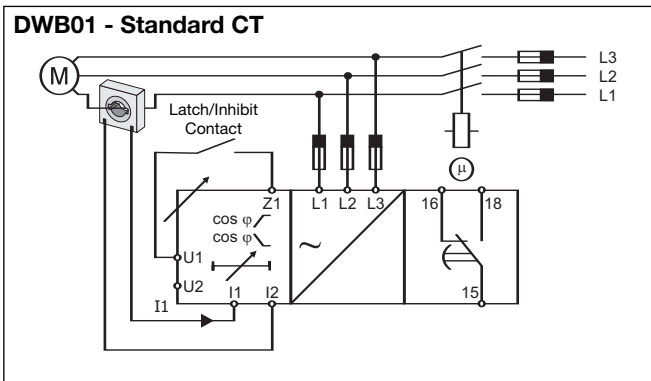 DWB01 - Standard CT
L3
L2
L1
M
Latch/Inhibit
Contact
μ
Z1 L1 L2 L3 16 18
cos φ
cos φ
~
U1
U2
I1 I1 I2 15